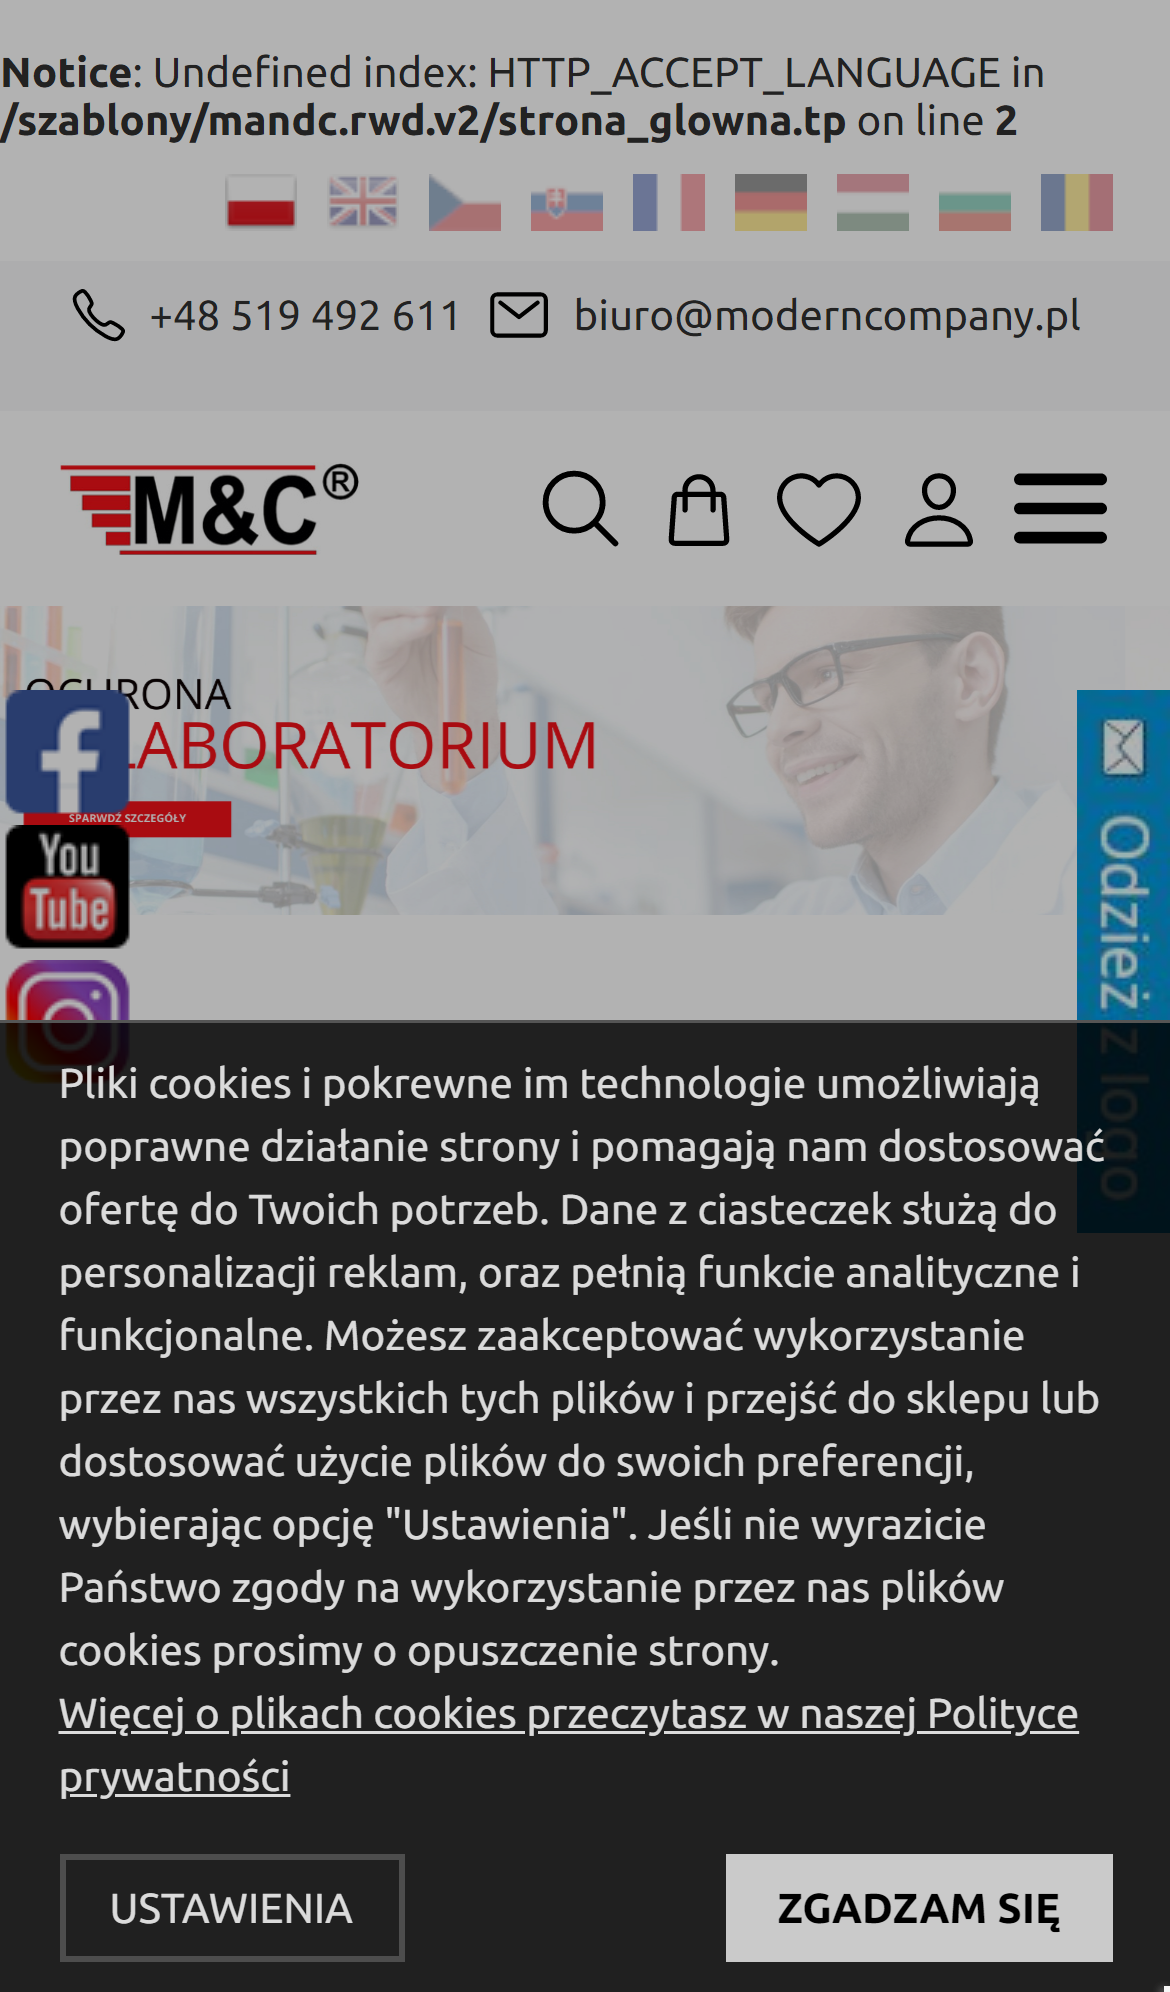 Notice: Undefined index: HTTP_ACCEPT_LANGUAGE in
/szablony/mandc.rwd.v2/strona_glowna.tp on line 2
+48 519 492 611 biuro@moderncompany.pl
M&C®
OCHRONA
LABORATORIUM
SPARWDŹ SZCZEGÓŁY
You
Tube
Odzież z logo
Pliki cookies i pokrewne im technologie umożliwiają
poprawne działanie strony i pomagają nam dostosować
ofertę do Twoich potrzeb. Dane z ciasteczek służą do
personalizacji reklam, oraz pełnią funkcie analityczne i
funkcjonalne. Możesz zaakceptować wykorzystanie
przez nas wszystkich tych plików i przejść do sklepu lub
dostosować użycie plików do swoich preferencji,
wybierając opcję "Ustawienia". Jeśli nie wyrazicie
Państwo zgody na wykorzystanie przez nas plików
cookies prosimy o opuszczenie strony.
Więcej o plikach cookies przeczytasz w naszej Polityce
prywatności
USTAWIENIA
ZGADZAM SIĘ